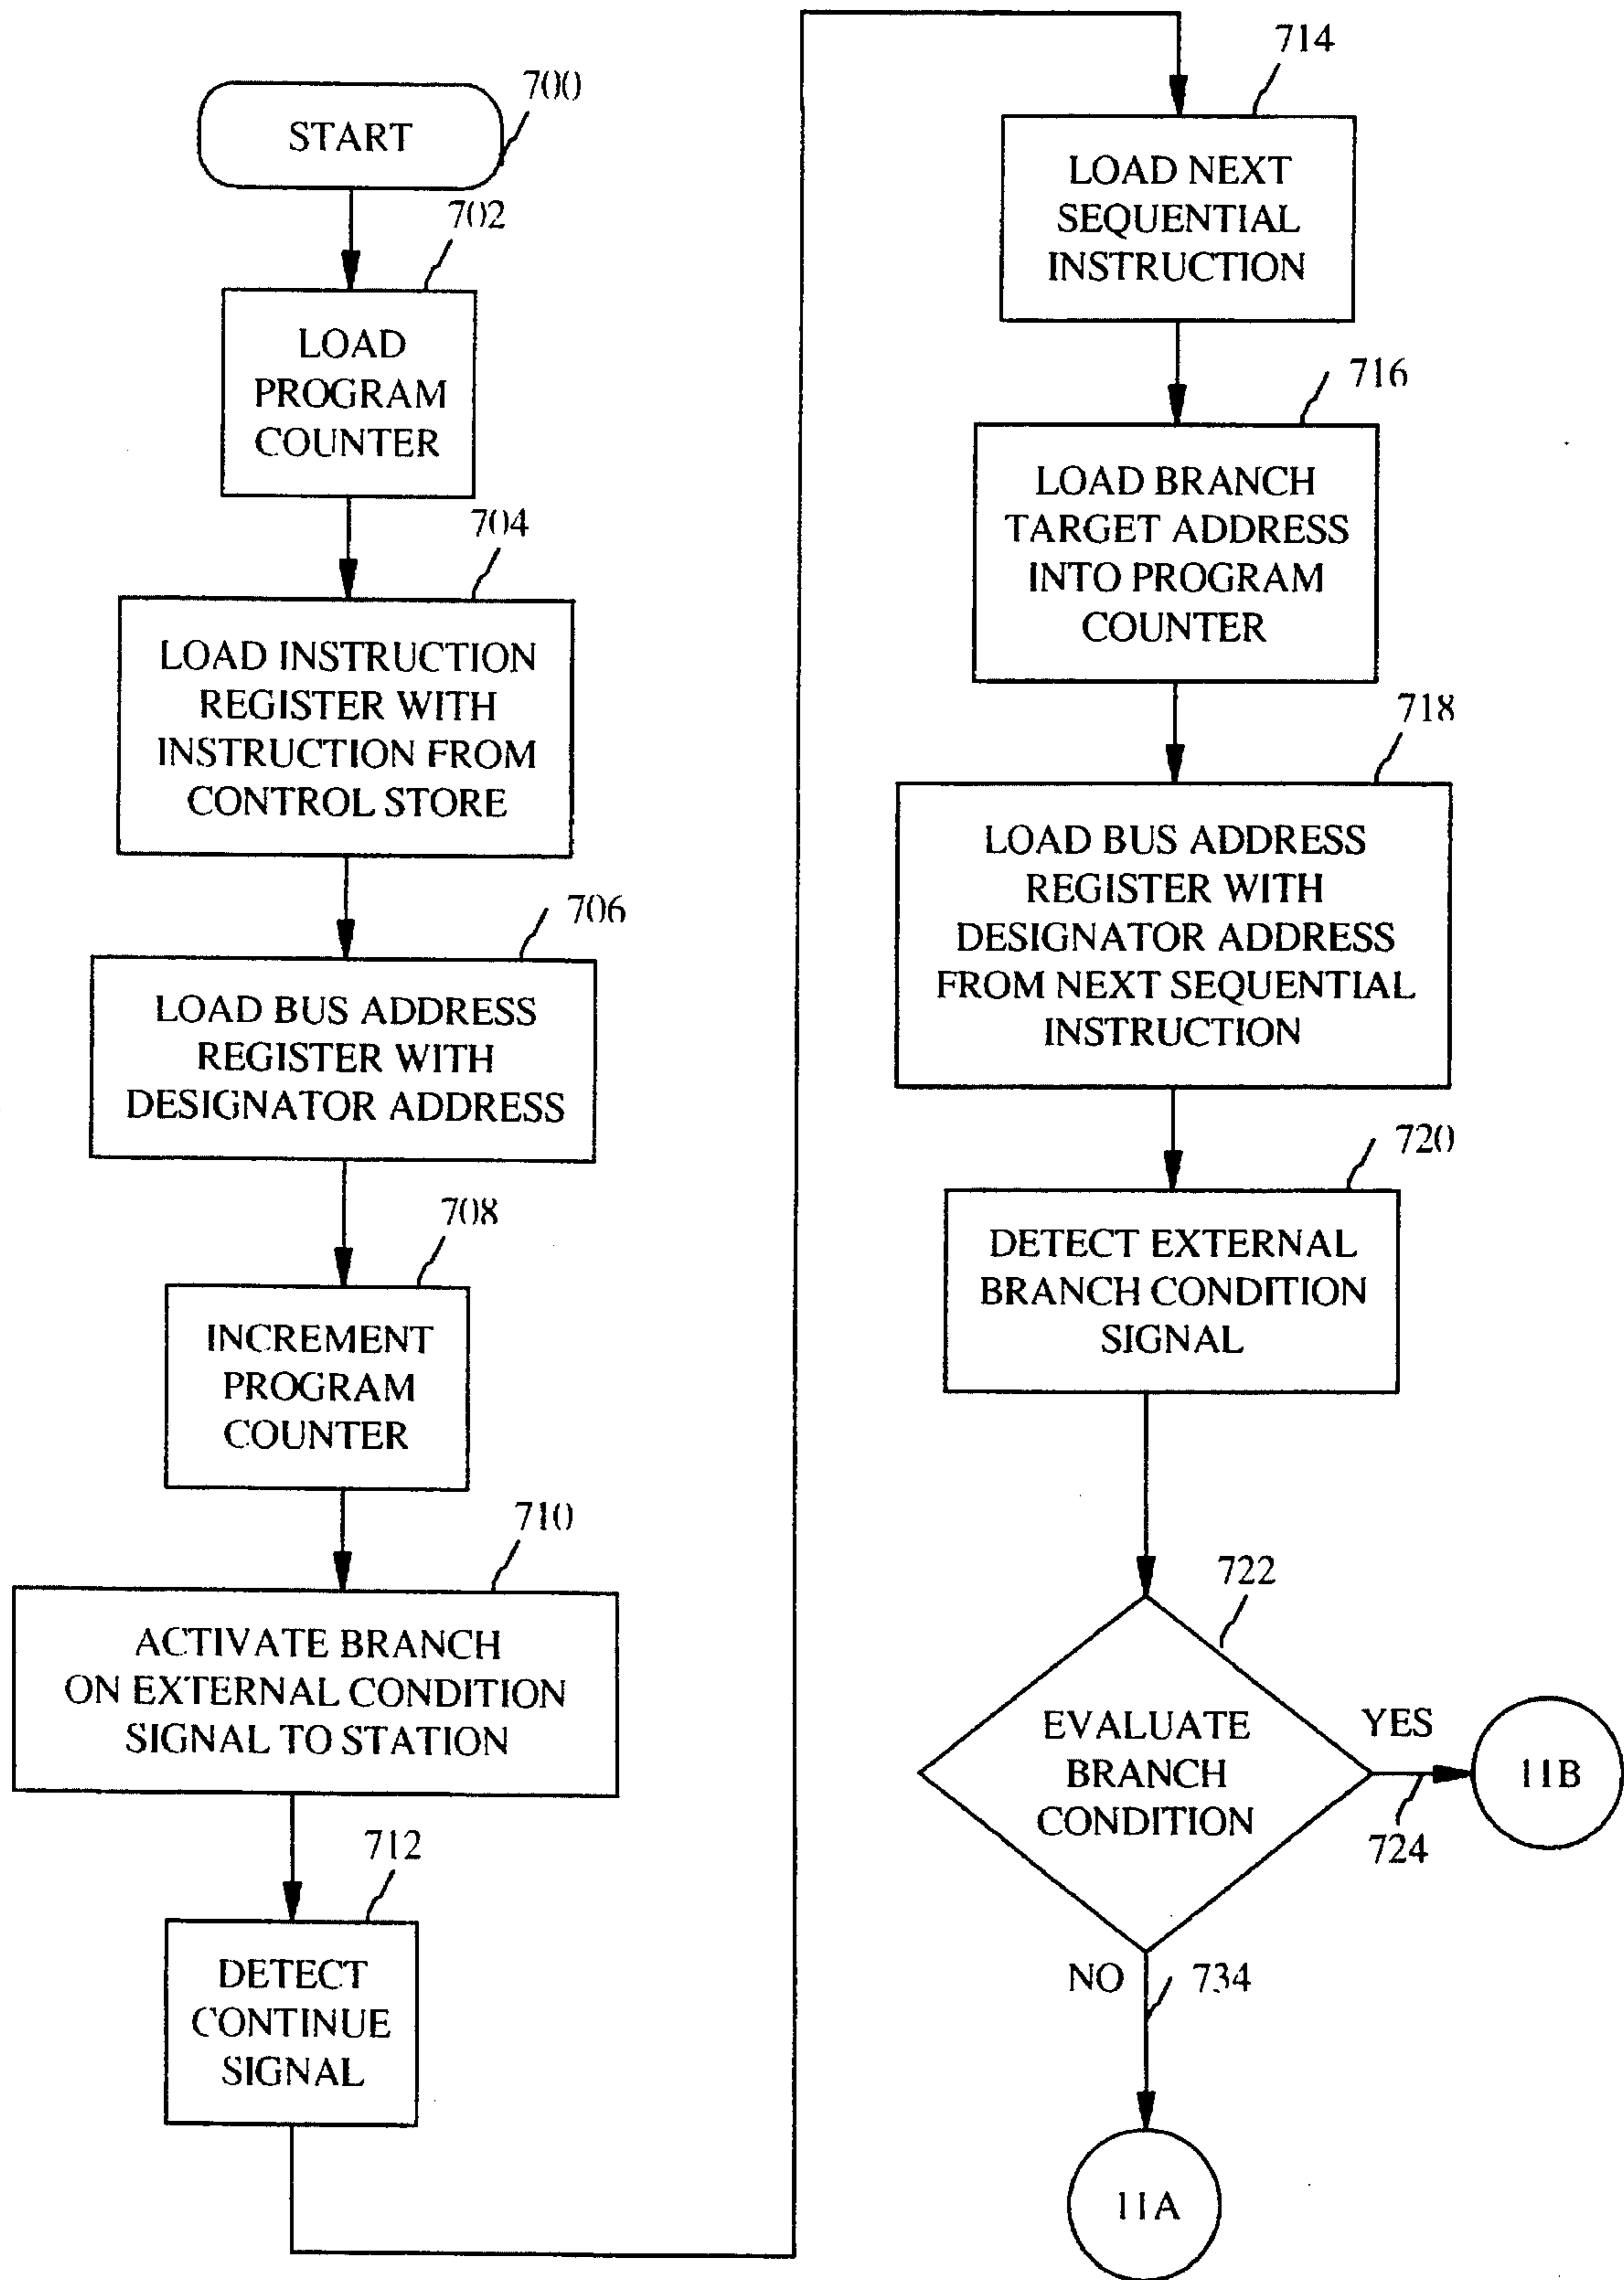 700
START
702
LOAD
PROGRAM
COUNTER
704
LOAD INSTRUCTION
REGISTER WITH
INSTRUCTION FROM
CONTROL STORE
706
LOAD BUS ADDRESS
REGISTER WITH
DESIGNATOR ADDRESS
708
INCREMENT
PROGRAM
COUNTER
710
ACTIVATE BRANCH
ON EXTERNAL CONDITION
SIGNAL TO STATION
712
DETECT
CONTINUE
SIGNAL
714
LOAD NEXT
SEQUENTIAL
INSTRUCTION
716
LOAD BRANCH
TARGET ADDRESS
INTO PROGRAM
COUNTER
718
LOAD BUS ADDRESS
REGISTER WITH
DESIGNATOR ADDRESS
FROM NEXT SEQUENTIAL
INSTRUCTION
720
DETECT EXTERNAL
BRANCH CONDITION
SIGNAL
722
EVALUATE
BRANCH
CONDITION
YES
724
11B
NO
734
11A